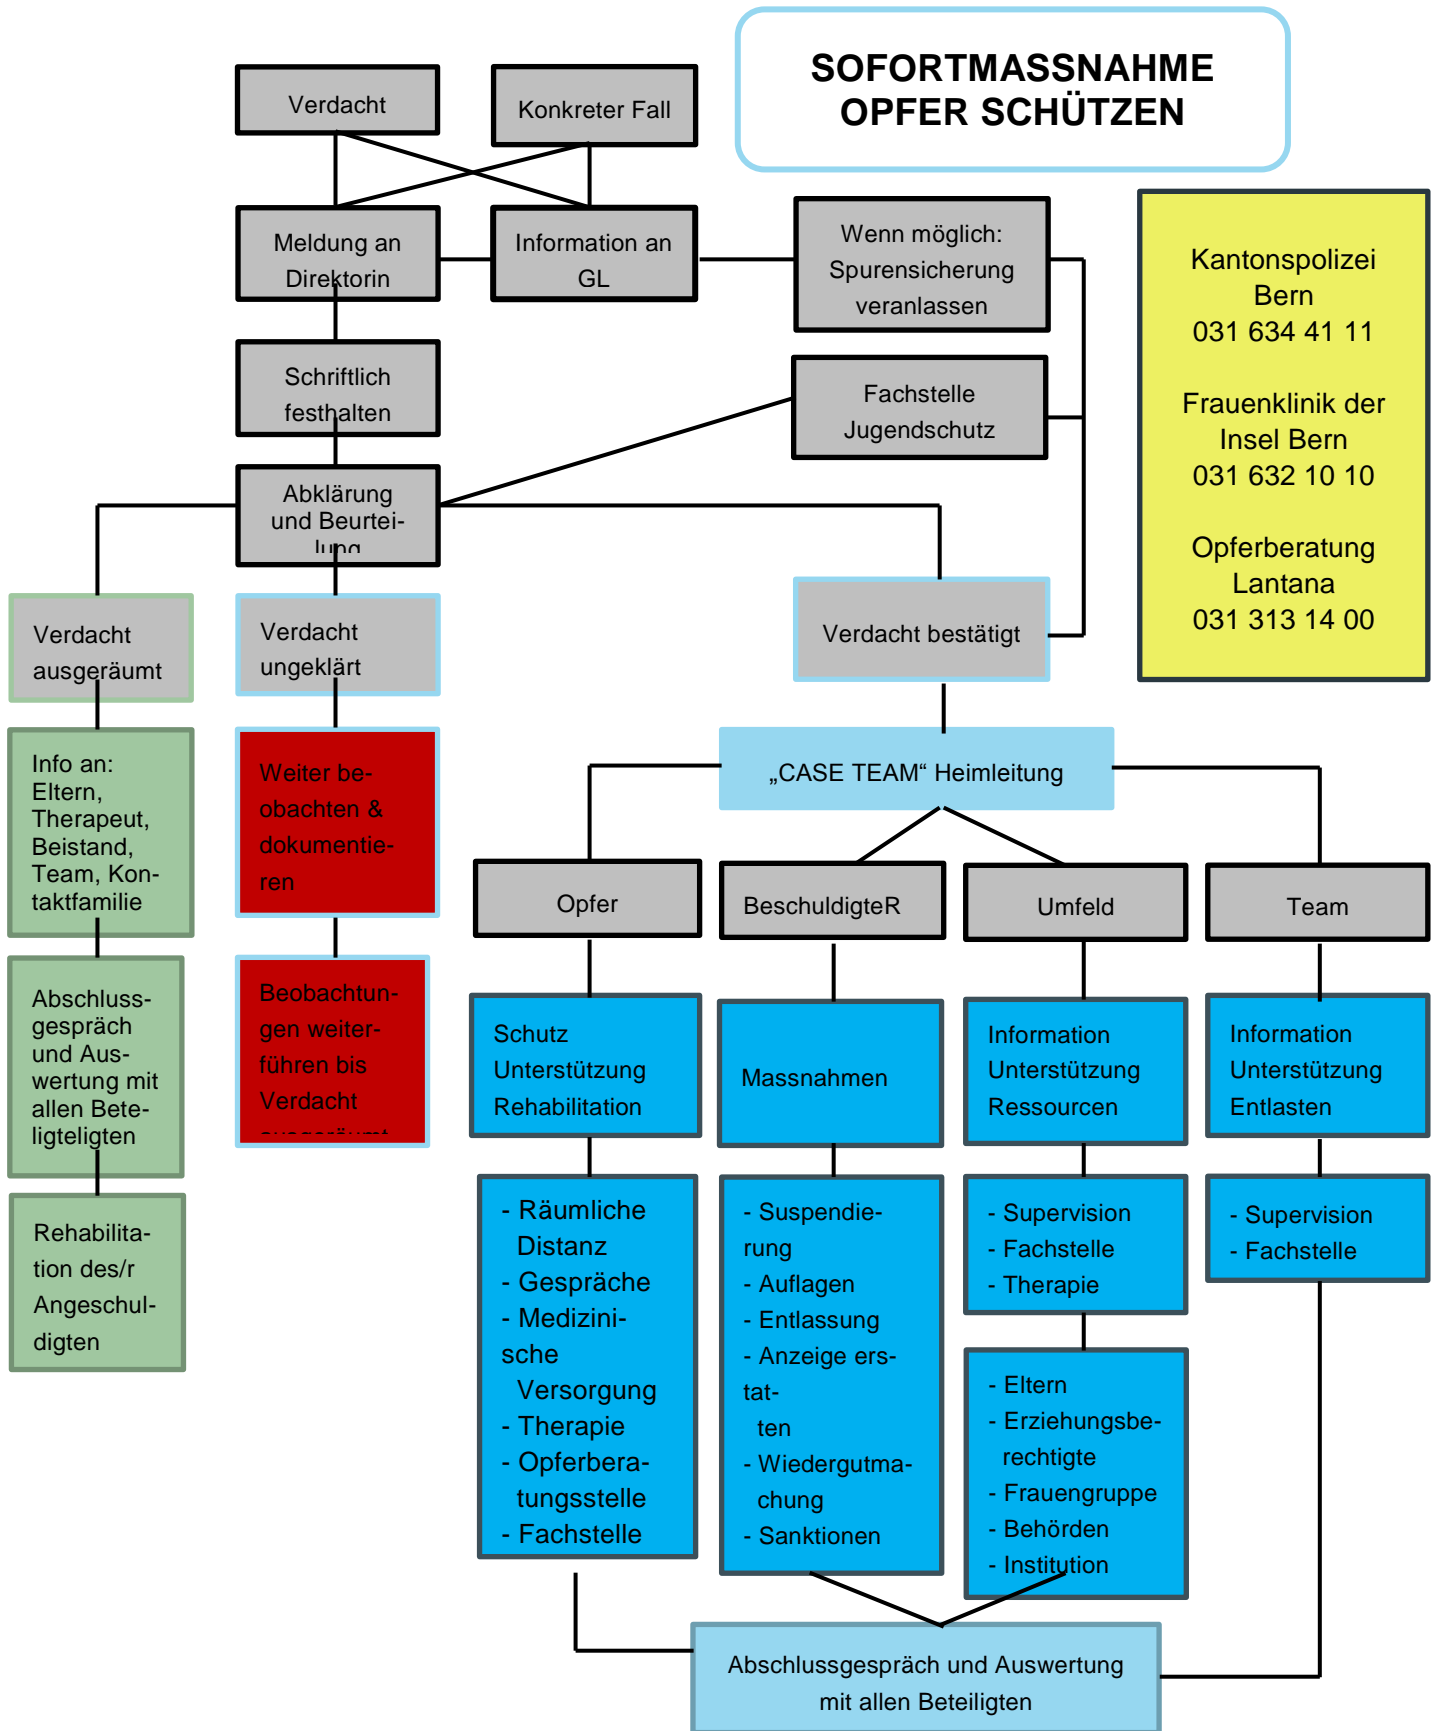 SOFORTMASSNAHME
OPFER SCHÜTZEN
Verdacht
Konkreter Fall
Meldung an
Direktorin
Information an
GL
Wenn möglich:
Spurensicherung
veranlassen
Kantonspolizei
Bern
031 634 41 11
Frauenklinik der
Insel Bern
031 632 10 10
Opferberatung
Lantana
031 313 14 00
Schriftlich
festhalten
Fachstelle
Jugendschutz
Abklärung
und Beurtei-
lung
Verdacht
ausgeräumt
Verdacht
ungeklärt
Verdacht bestätigt
Info an:
Eltern,
Therapeut,
Beistand,
Team, Kon-
taktfamilie
Weiter be-
obachten &
dokumentie-
ren
„CASE TEAM“ Heimleitung
Opfer
BeschuldigteR
Umfeld
Team
Abschluss-
gespräch
und Aus-
wertung mit
allen Bete-
ligteligten
Beobachtun-
gen weiter-
führen bis
Verdacht
ausgeräumt
Schutz
Unterstützung
Rehabilitation
Massnahmen
Information
Unterstützung
Ressourcen
Information
Unterstützung
Entlasten
Rehabilita-
tion des/r
Angeschul-
digten
- Räumliche
Distanz
- Gespräche
- Medizini-
sche
Versorgung
- Therapie
- Opferbera-
tungsstelle
- Fachstelle
- Suspendie-
rung
- Auflagen
- Entlassung
- Anzeige ers-
tat-
ten
- Wiedergutma-
chung
- Sanktionen
- Supervision
- Fachstelle
- Therapie
- Supervision
- Fachstelle
- Eltern
- Erziehungsbe-
rechtigte
- Frauengruppe
- Behörden
- Institution
Abschlussgespräch und Auswertung
mit allen Beteiligten